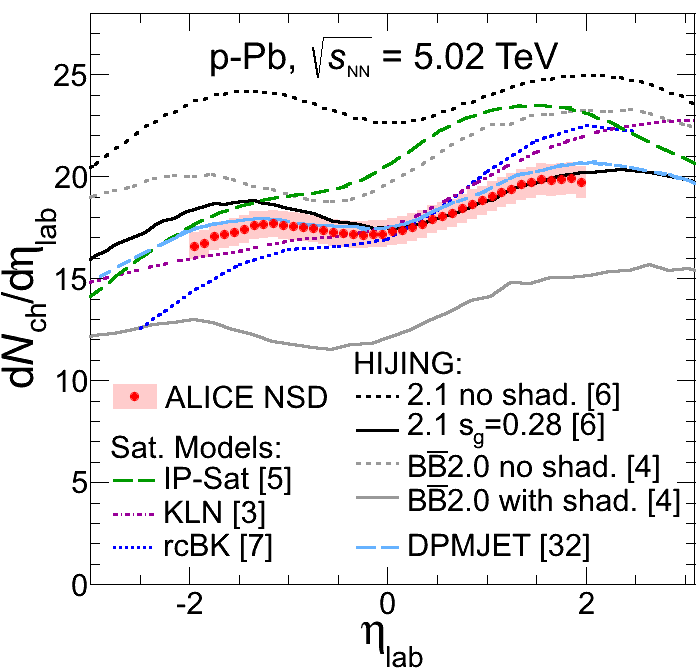 p-Pb, √s_NN = 5.02 TeV
25
20
15
10
5
0
dN_ch/dη_lab
ALICE NSD
Sat. Models:
IP-Sat [5]
KLN [3]
rcBK [7]
HIJING:
2.1 no shad. [6]
2.1 s_g=0.28 [6]
BB̅2.0 no shad. [4]
BB̅2.0 with shad. [4]
DPMJET [32]
-2 0 2
η_lab